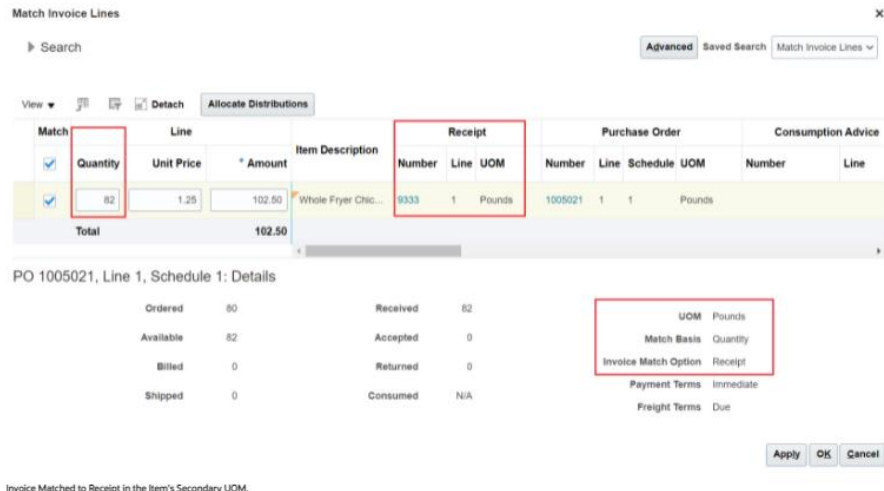 Match Invoice Lines
Search
Advanced Saved Search Match Invoice Lines
View Detach Allocate Distributions
Match Line Item Description Receipt Purchase Order Consumption Advice
Quantity Unit Price * Amount Number Line UOM Number Line Schedule UOM Number Line
82 1.25 102.50 Whole Fryer Chic... 9333 1 Pounds 1005021 1 1 Pounds
Total 102.50
PO 1005021, Line 1, Schedule 1: Details
Ordered 80 Received 82 UOM Pounds
Available 82 Accepted 0 Match Basis Quantity
Billed 0 Returned 0 Invoice Match Option Receipt
Shipped 0 Consumed N/A Payment Terms Immediate
Freight Terms Due
Apply OK Cancel
Invoice Matched to Receipt in the Item's Secondary UOM.